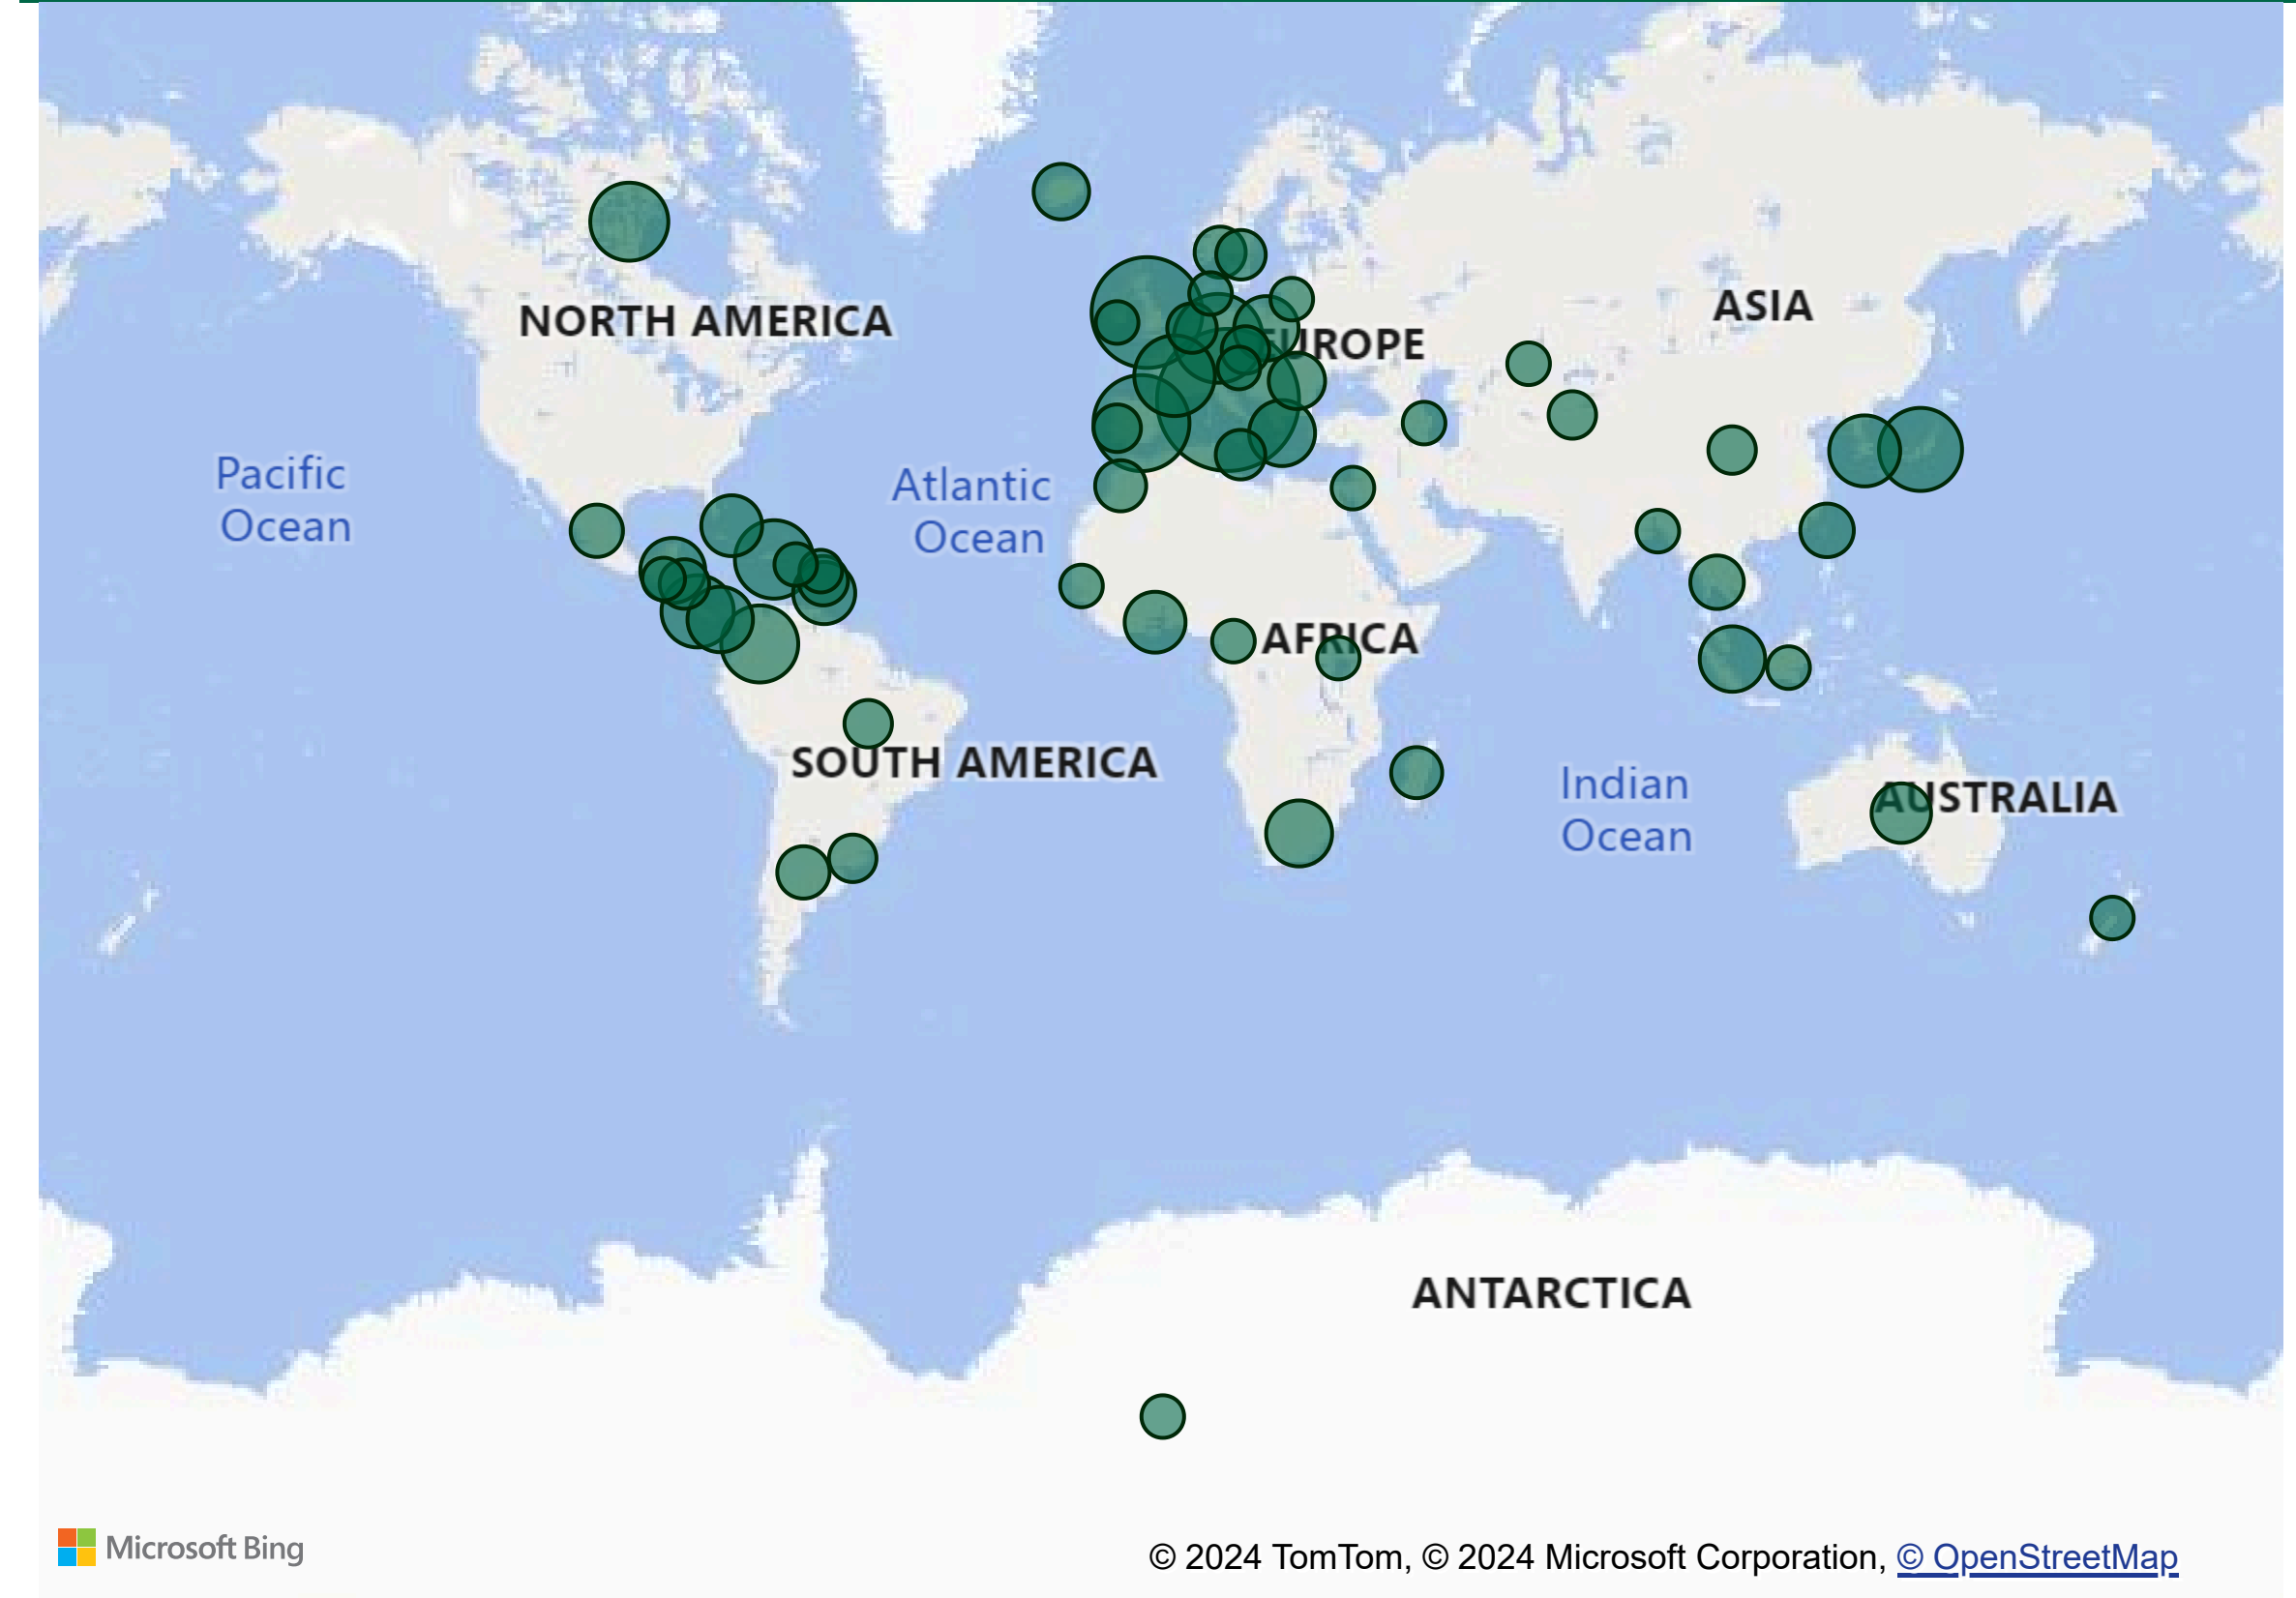 NORTH AMERICA
ASIA
EUROPE
Pacific
Ocean
Atlantic
Ocean
AFRICA
SOUTH AMERICA
Indian
Ocean
AUSTRALIA
ANTARCTICA
Microsoft Bing
© 2024 TomTom, © 2024 Microsoft Corporation, © OpenStreetMap